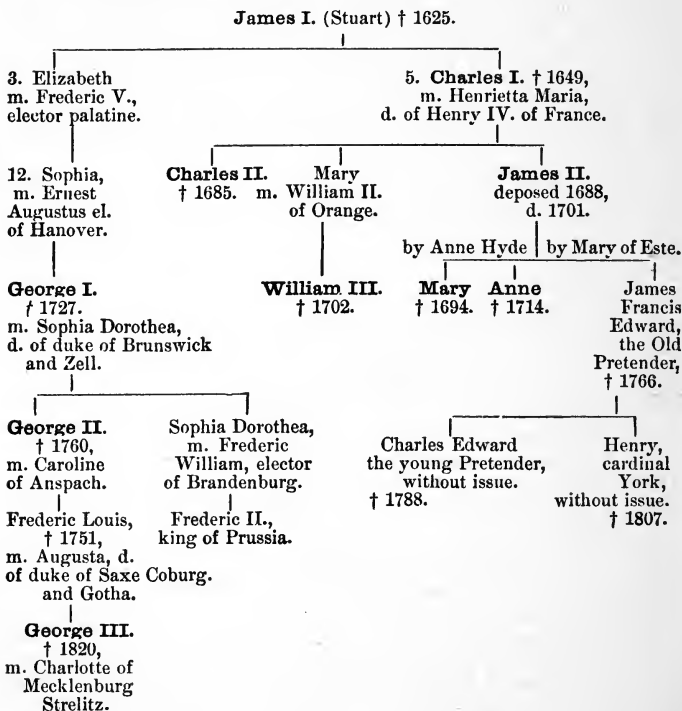 James I. (Stuart) † 1625.
3. Elizabeth
m. Frederic V.,
elector palatine.
5. Charles I. † 1649,
m. Henrietta Maria,
d. of Henry IV. of France.
12. Sophia,
m. Ernest
Augustus el.
of Hanover.
Charles II.
† 1685.
Mary
m. William II.
of Orange.
James II.
deposed 1688,
d. 1701.
by Anne Hyde
by Mary of Este.
George I.
† 1727.
m. Sophia Dorothea,
d. of duke of Brunswick
and Zell.
William III.
† 1702.
Mary
† 1694.
Anne
† 1714.
James
Francis
Edward,
the Old
Pretender,
† 1766.
George II.
† 1760,
m. Caroline
of Anspach.
Sophia Dorothea,
m. Frederic
William, elector
of Brandenburg.
Charles Edward
the young Pretender,
without issue.
† 1788.
Henry,
cardinal
York,
without issue.
† 1807.
Frederic Louis,
† 1751,
m. Augusta, d.
of duke of Saxe Coburg.
and Gotha.
Frederic II.,
king of Prussia.
George III.
† 1820,
m. Charlotte of
Mecklenburg
Strelitz.